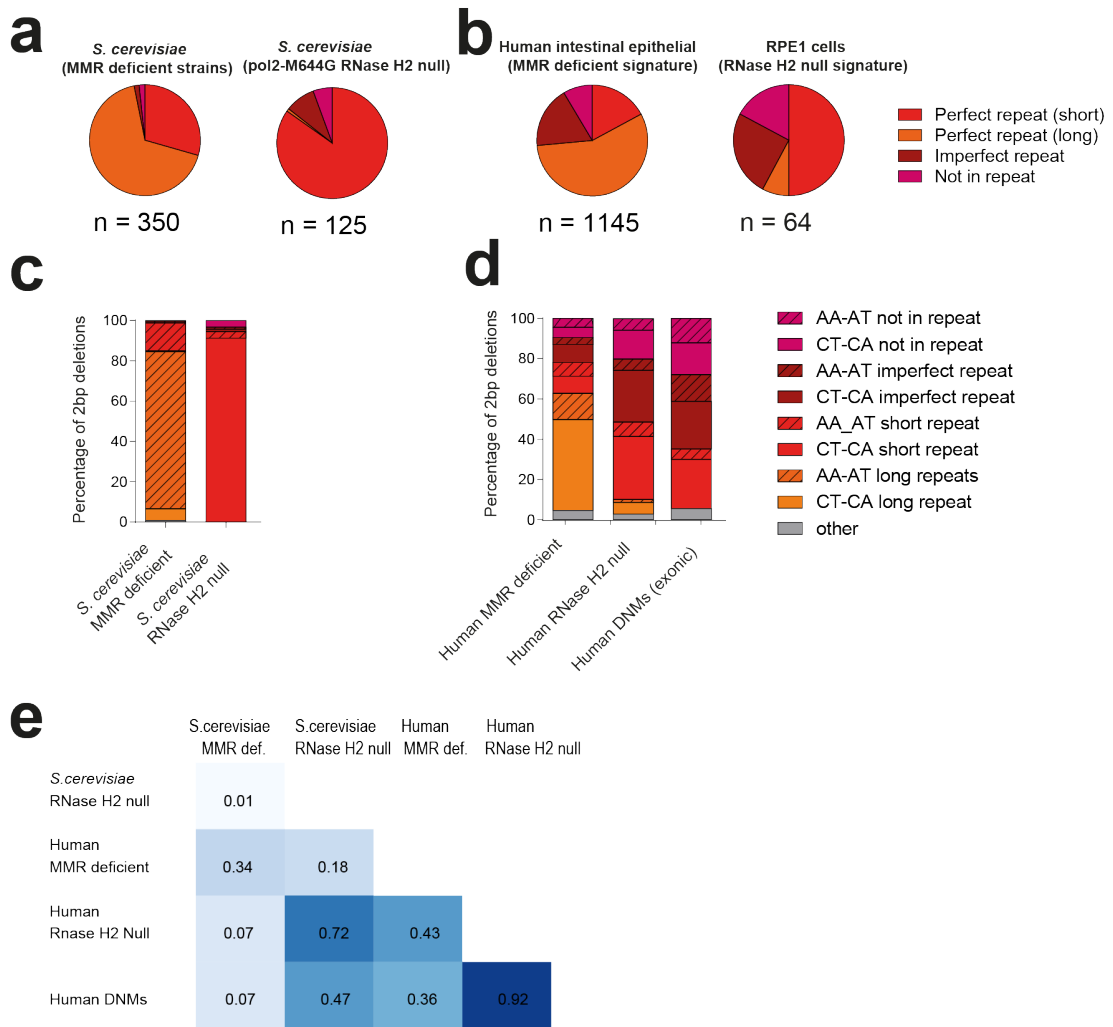 a
S. cerevisiae
(MMR deficient strains)
S. cerevisiae
(pol2-M644G RNase H2 null)
n = 350
n = 125
b
Human intestinal epithelial
(MMR deficient signature)
RPE1 cells
(RNase H2 null signature)
n = 1145
n = 64
Perfect repeat (short)
Perfect repeat (long)
Imperfect repeat
Not in repeat
c
Percentage of 2bp deletions
100
80
60
40
20
0
S. cerevisiae
MMR deficient
S. cerevisiae
RNase H2 null
d
Percentage of 2bp deletions
100
80
60
40
20
0
Human MMR deficient
Human RNase H2 null
Human DNMs (exonic)
AA-AT not in repeat
CT-CA not in repeat
AA-AT imperfect repeat
CT-CA imperfect repeat
AA_AT short repeat
CT-CA short repeat
AA-AT long repeats
CT-CA long repeat
other
e
S.cerevisiae
MMR def.
S.cerevisiae
RNase H2 null
Human
MMR def.
Human
RNase H2 null
S.cerevisiae
RNase H2 null
0.01
Human
MMR deficient
0.34 0.18
Human
Rnase H2 Null
0.07 0.72 0.43
Human DNMs
0.07 0.47 0.36 0.92